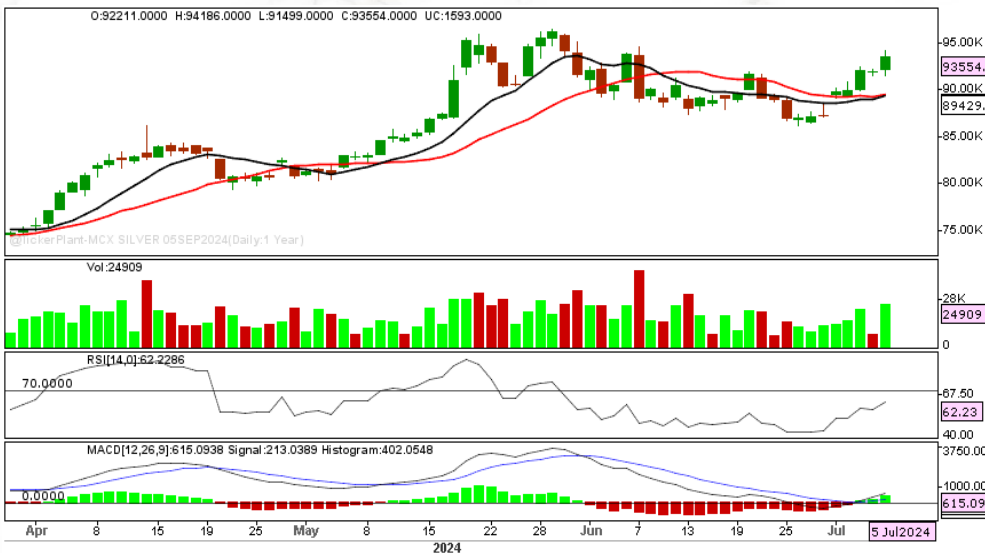 O:92211.0000 H:94186.0000 L:91499.0000 C:93554.0000 UC:1593.0000
95.00K
93554.
90.00K
89429.
85.00K
80.00K
75.00K
@TickerPlant-MCX SILVER 05SEP2024(Daily:1 Year)
Vol:24909
28K
24909
0
RSI[14,0]:62.2286
70.0000
67.50
62.23
40.00
MACD[12,26,9]:615.0938 Signal:213.0389 Histogram:402.0548
3750.00
0.0000
1000.00
615.09
Apr 8 15 19 25 May 8 15 22 28 Jun 7 13 19 25 Jul 5 Jul2024
2024